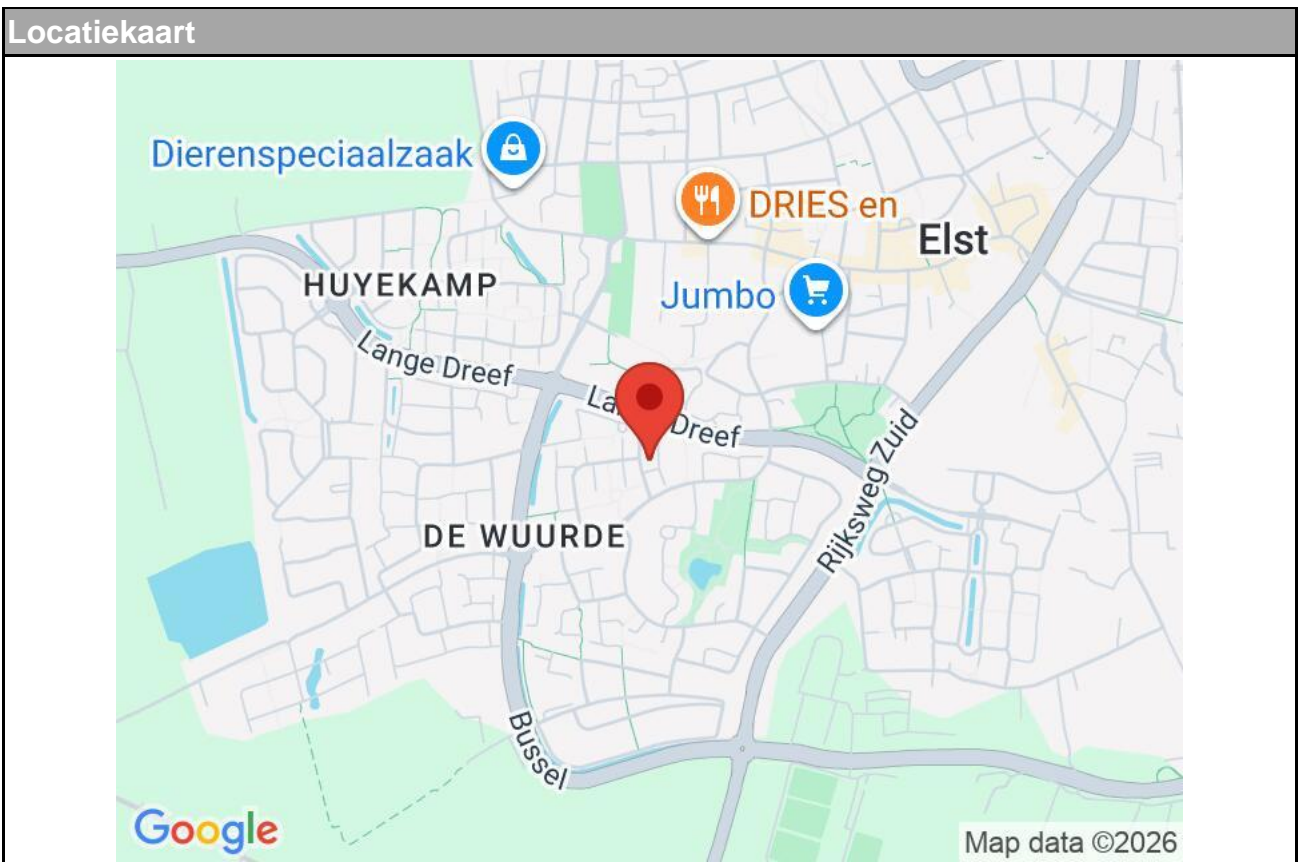 Locatiekaart
Dierenspeciaalzaak
DRIES en
Elst
HUYEKAMP
Jumbo
Lange Dreef
La
Dreef
Rijksweg Zuid
DE WUURDE
Bussel
Google
Map data ©2026